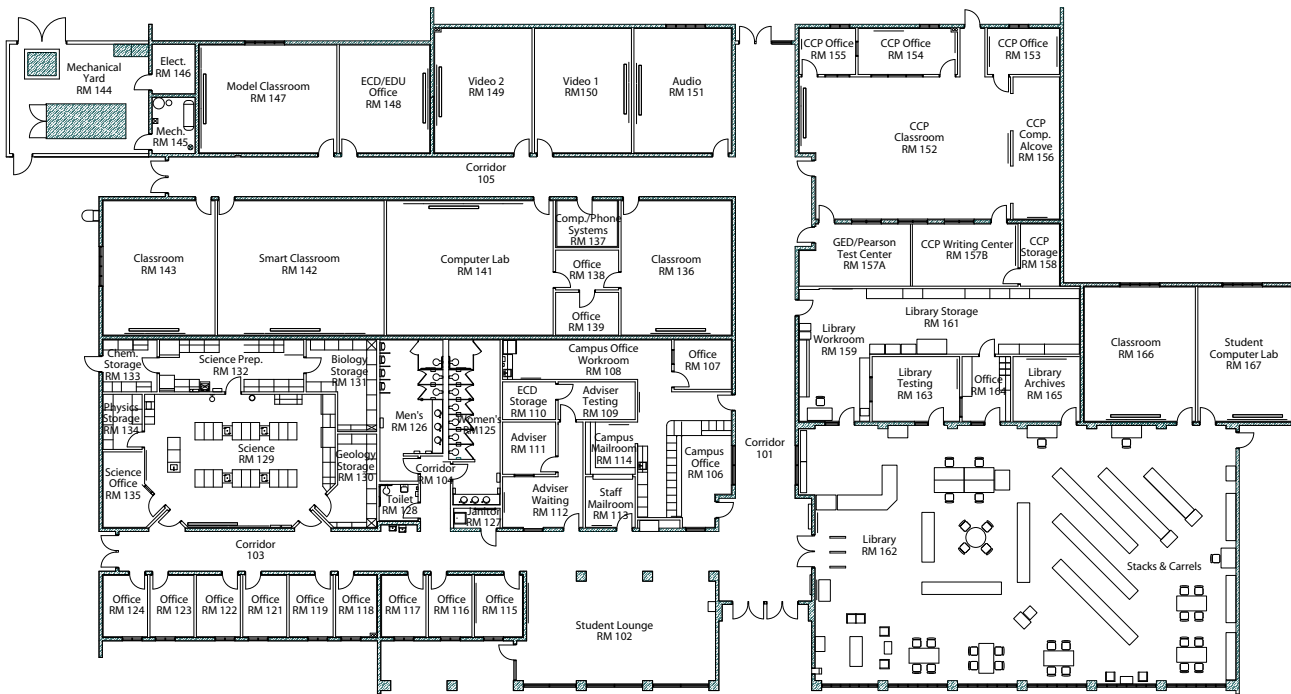 Mechanical
Yard
RM 144
Elect.
RM 146
Mech.
RM 145
Model Classroom
RM 147
ECD/EDU
Office
RM 148
Video 2
RM 149
Video 1
RM150
Audio
RM 151
CCP Office
RM 155
CCP Office
RM 154
CCP Office
RM 153
CCP
Classroom
RM 152
CCP
Comp.
Alcove
RM 156
Corridor
105
Classroom
RM 143
Smart Classroom
RM 142
Computer Lab
RM 141
Comp./Phone
Systems
RM 137
Office
RM 138
Office
RM 139
Classroom
RM 136
GED/Pearson
Test Center
RM 157A
CCP Writing Center
RM 157B
CCP
Storage
RM 158
Library Storage
RM 161
Library
Workroom
RM 159
Library
Testing
RM 163
Office
RM 164
Library
Archives
RM 165
Classroom
RM 166
Student
Computer Lab
RM 167
Chem.
Storage
RM 133
Science Prep.
RM 132
Biology
Storage
RM 131
Physics
Storage
RM 134
Science
RM 129
Science
Office
RM 135
Geology
Storage
RM 130
Men's
RM 126
Women's
RM125
Corridor
RM 104
Toilet
RM 128
Janitor
RM 127
Campus Office
Workroom
RM 108
Office
RM 107
ECD
Storage
RM 110
Adviser
Testing
RM 109
Adviser
RM 111
Campus
Mailroom
RM 114
Campus
Office
RM 106
Adviser
Waiting
RM 112
Staff
Mailroom
RM 113
Corridor
101
Corridor
103
Library
RM 162
Stacks & Carrels
Office
RM 124
Office
RM 123
Office
RM 122
Office
RM 121
Office
RM 119
Office
RM 118
Office
RM 117
Office
RM 116
Office
RM 115
Student Lounge
RM 102